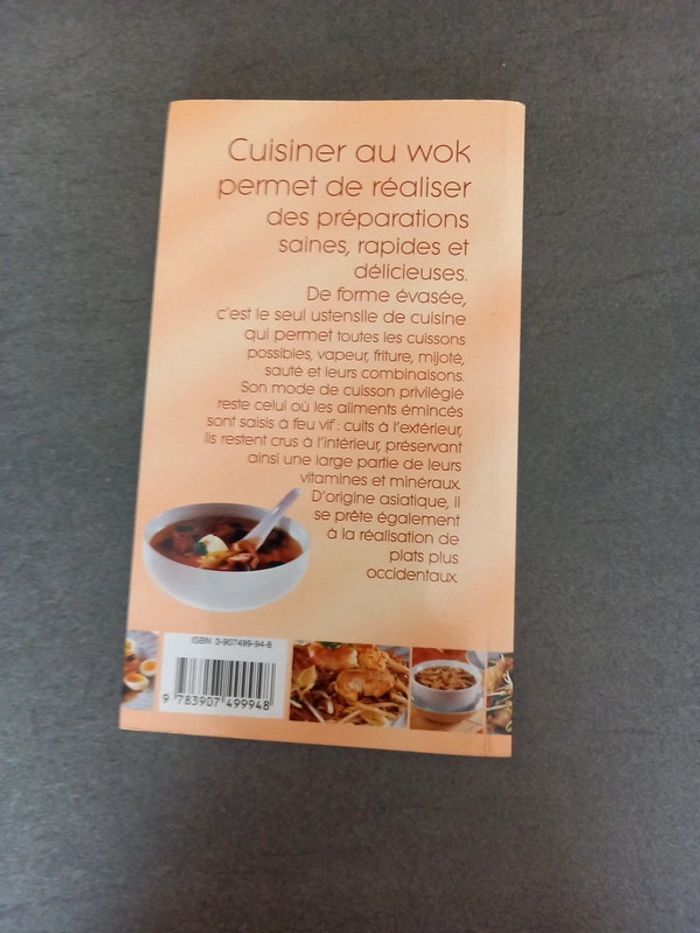 Cuisiner au wok
permet de réaliser
des préparations
saines, rapides et
délicieuses.
De forme évasée,
c'est le seul ustensile de cuisine
qui permet toutes les cuissons
possibles, vapeur, friture, mijoté,
sauté et leurs combinaisons.
Son mode de cuisson privilégié
reste celui où les aliments émincés
sont saisis à feu vif : cuits à l'extérieur,
ils restent crus à l'intérieur, préservant
ainsi une large partie de leurs
vitamines et minéraux.
D'origine asiatique, il
se prête également
à la réalisation de
plats plus
occidentaux.
ISBN 3-907499-94-8
9 783907 499948